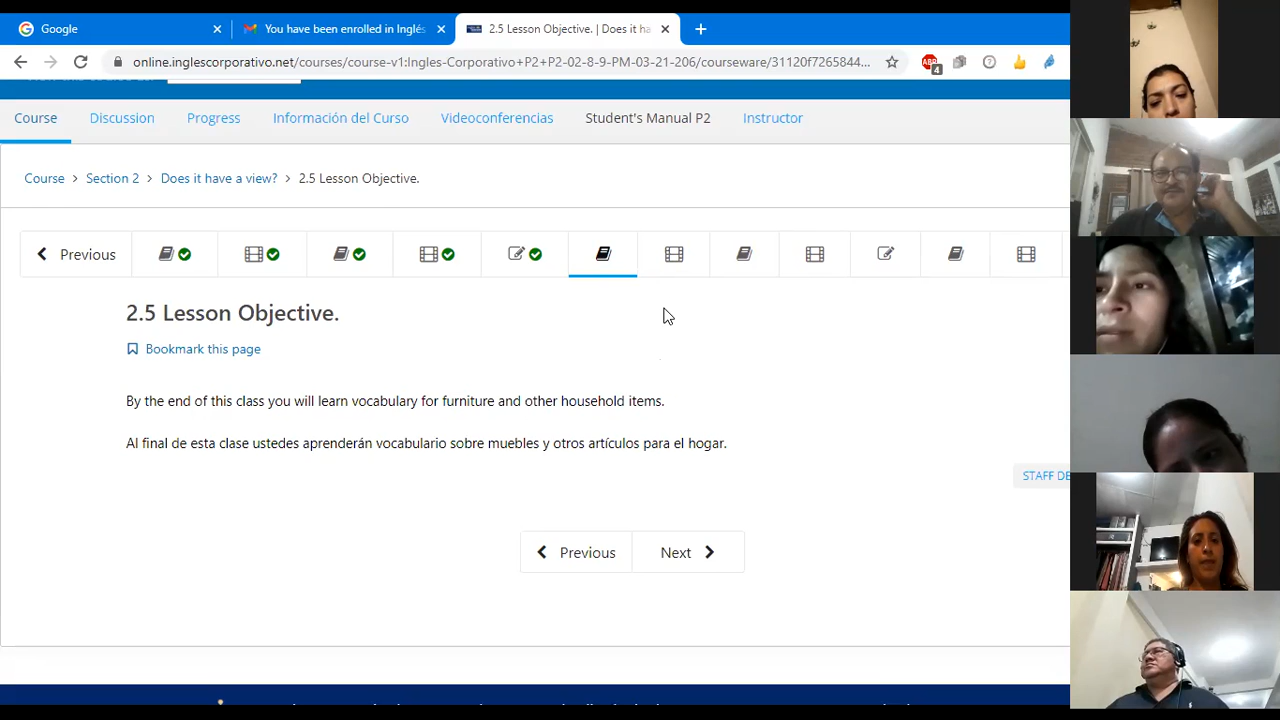 Google
You have been enrolled in Inglés
2.5 Lesson Objective. | Does it ha
online.inglescorporativo.net/courses/course-v1:Ingles-Corporativo+P2+P2-02-8-9-PM-03-21-206/courseware/31120f7265844...
ABP
4
Course
Discussion
Progress
Información del Curso
Videoconferencias
Student's Manual P2
Instructor
Course > Section 2 > Does it have a view? > 2.5 Lesson Objective.
Previous
2.5 Lesson Objective.
Bookmark this page
By the end of this class you will learn vocabulary for furniture and other household items.
Al final de esta clase ustedes aprenderán vocabulario sobre muebles y otros artículos para el hogar.
STAFF DE
Previous
Next